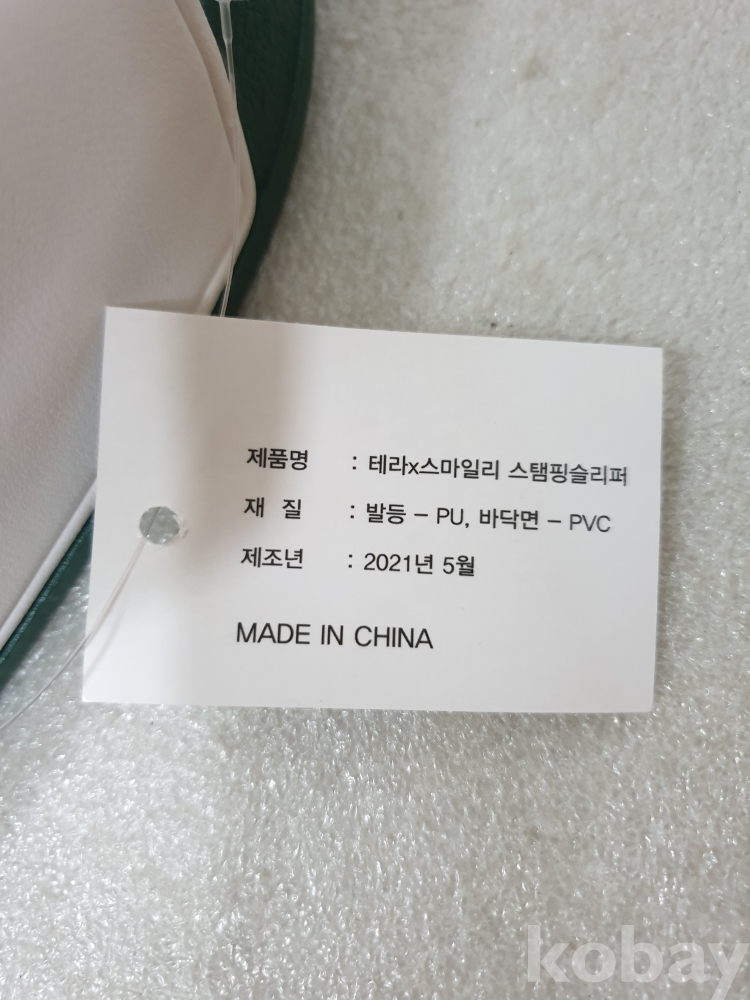 제품명 : 테라x스마일리 스탬핑슬리퍼
재 질 : 발등 – PU, 바닥면 – PVC
제조년 : 2021년 5월
MADE IN CHINA
kobay